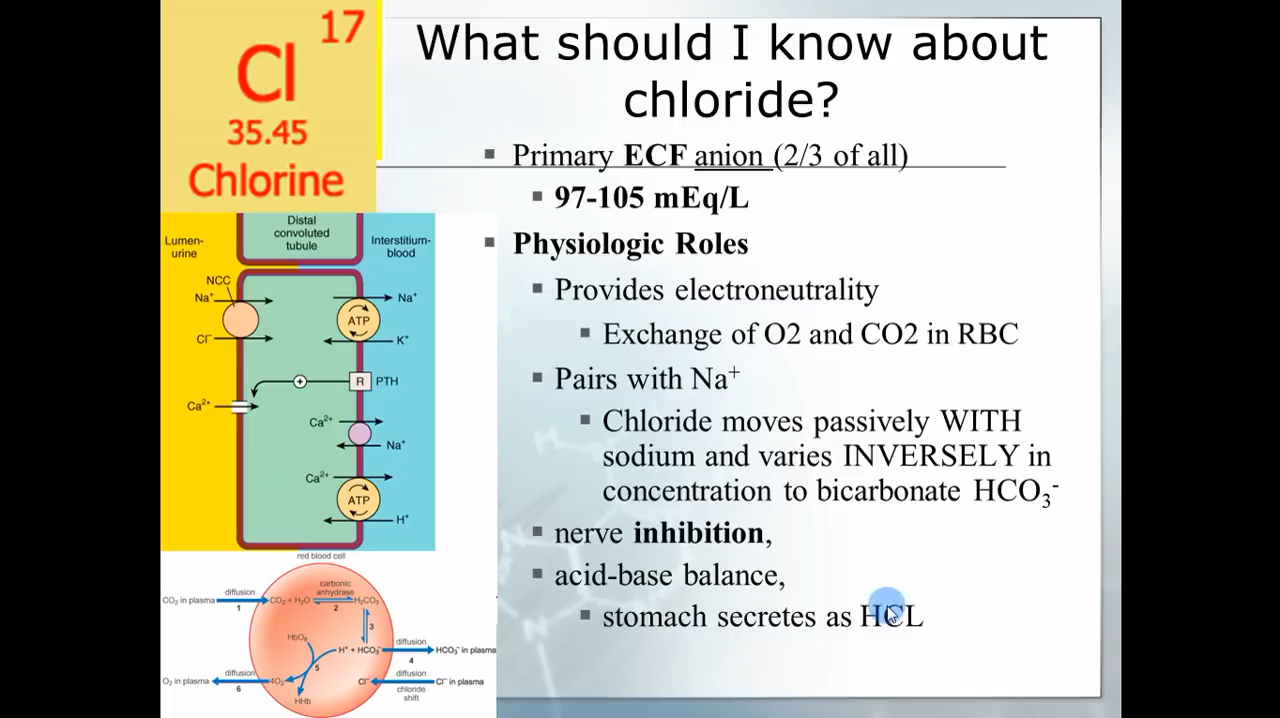 17
Cl
35.45
Chlorine
What should I know about
chloride?
▪ Primary ECF anion (2/3 of all)
▪ 97-105 mEq/L
▪ Physiologic Roles
▪ Provides electroneutrality
▪ Exchange of O2 and CO2 in RBC
▪ Pairs with Na⁺
▪ Chloride moves passively WITH
sodium and varies INVERSELY in
concentration to bicarbonate HCO₃⁻
▪ nerve inhibition,
▪ acid-base balance,
▪ stomach secretes as HCL
Lumen-
urine
Distal
convoluted
tubule
Interstitium-
blood
NCC
Na⁺
Cl⁻
Ca²⁺
Na⁺
ATP
K⁺
+
R PTH
Ca²⁺
Na⁺
Ca²⁺
ATP
H⁺
red blood cell
CO₂ in plasma
diffusion
1
CO₂ + H₂O
carbonic
anhydrase
2
H₂CO₃
3
HbO₂
H⁺ + HCO₃⁻
diffusion
4
HCO₃⁻ in plasma
5
O₂ in plasma
diffusion
6
4O₂
HHb
Cl⁻
diffusion
chloride
shift
Cl⁻ in plasma